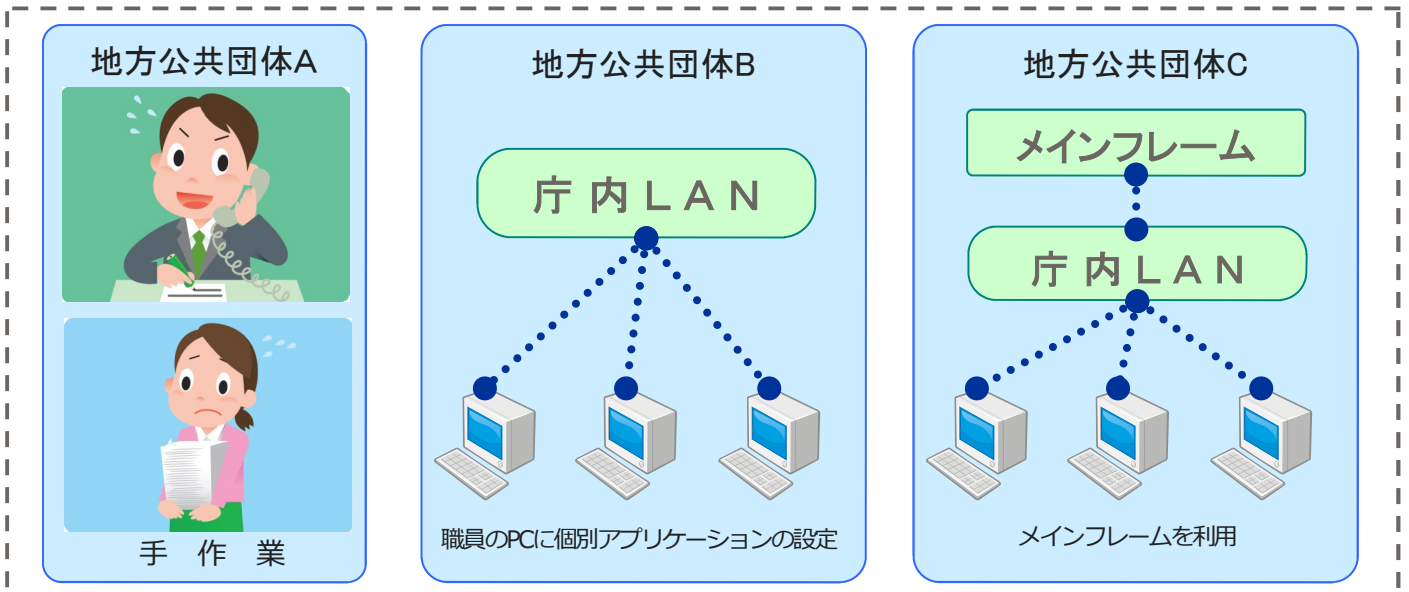 地方公共団体A
手 作 業
地方公共団体B
庁 内 L A N
職員のPCに個別アプリケーションの設定
地方公共団体C
メインフレーム
庁 内 L A N
メインフレームを利用